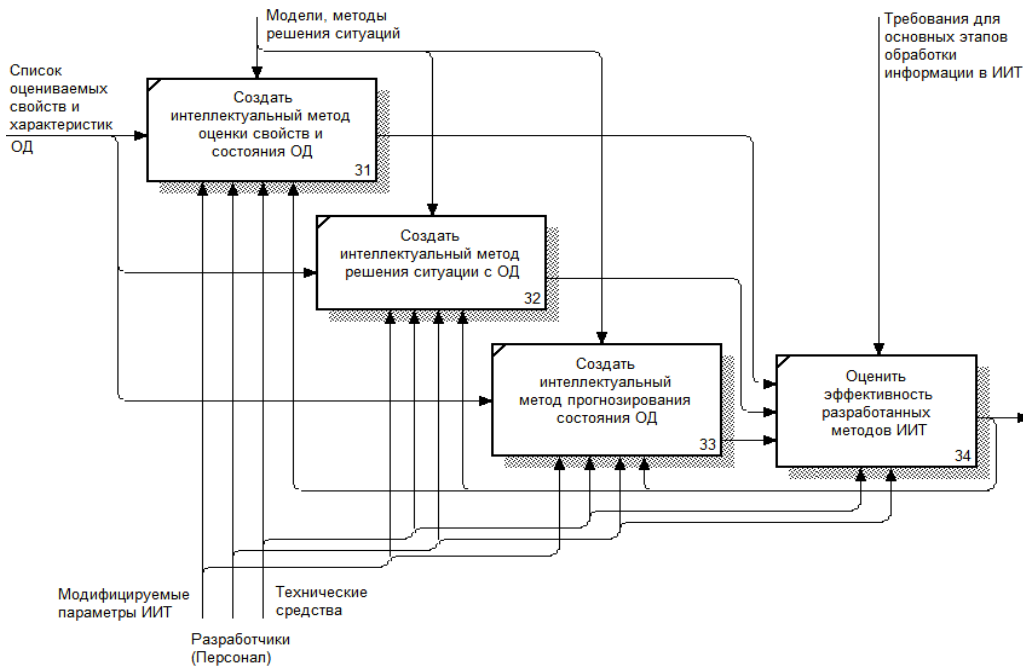 Модели, методы
решения ситуаций
Требования для
основных этапов
обработки
информации в ИИТ
Список
оцениваемых
свойств и
характеристик
ОД
Создать
интеллектуальный метод
оценки свойств и
состояния ОД
31
Создать
интеллектуальный метод
решения ситуации с ОД
32
Создать
интеллектуальный
метод прогнозирования
состояния ОД
33
Оценить
эффективность
разработанных
методов ИИТ
34
Модифицируемые
параметры ИИТ
Технические
средства
Разработчики
(Персонал)